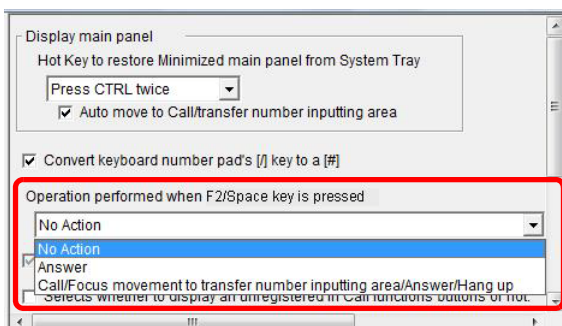 Display main panel
Hot Key to restore Minimized main panel from System Tray
Press CTRL twice
Auto move to Call/transfer number inputting area
Convert keyboard number pad's [/] key to a [#]
Operation performed when F2/Space key is pressed
No Action
No Action
Answer
Call/Focus movement to transfer number inputting area/Answer/Hang up
Selects whether to display an unregistered in Call functions buttons or not.